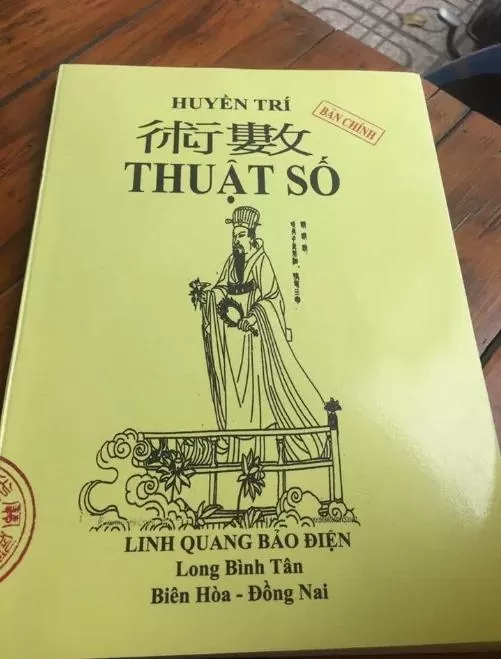 HUYỀN TRÍ
BẢN CHÍNH
術數
THUẬT SỐ
LINH QUANG BẢO ĐIỆN
Long Bình Tân
Biên Hòa - Đồng Nai